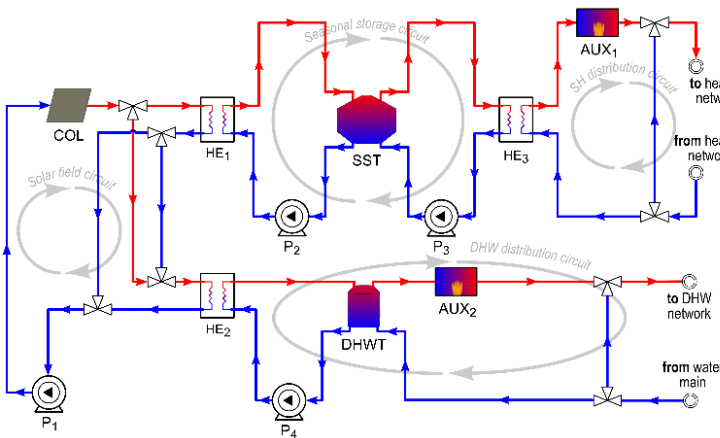 Seasonal storage circuit
AUX1
SH distribution circuit
to hea
netw
COL
HE1
SST
HE3
from hea
netwo
Solar field circuit
P2
P3
DHW distribution circuit
HE2
DHWT
AUX2
to DHW
network
from water
main
P1
P4